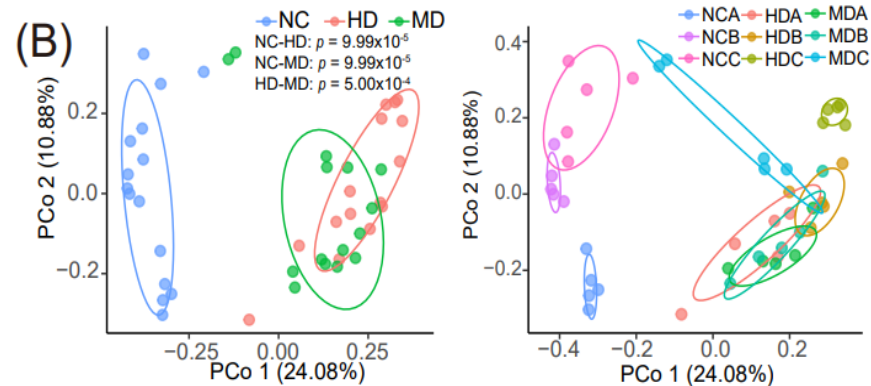 (B)
NC HD MD
NC-HD: p = 9.99x10-5
NC-MD: p = 9.99x10-5
HD-MD: p = 5.00x10-4
PCo 2 (10.88%)
0.2
0.0
−0.2
−0.25 0.00 0.25
PCo 1 (24.08%)
NCA HDA MDA
NCB HDB MDB
NCC HDC MDC
PCo 2 (10.88%)
0.4
0.2
0.0
−0.2
−0.4 −0.2 0.0 0.2
PCo 1 (24.08%)